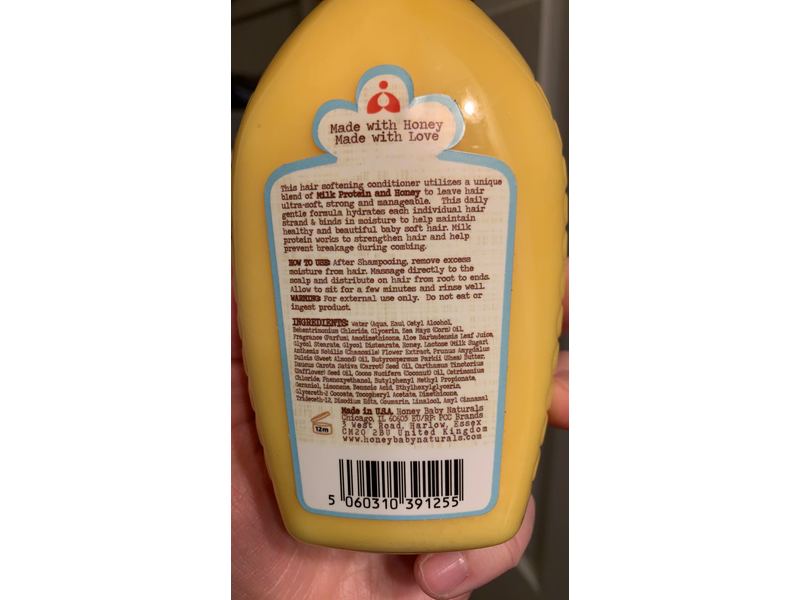 Made with Honey
Made with Love
This hair softening conditioner utilizes a unique
blend of Milk Protein and Honey to leave hair
ultra-soft, strong and manageable. This daily
gentle formula hydrates each individual hair
strand & binds in moisture to help maintain
healthy and beautiful baby soft hair. Milk
protein works to strengthen hair and help
prevent breakage during combing.
HOW TO USE: After Shampooing, remove excess
moisture from hair. Massage directly to the
scalp and distribute on hair from root to ends.
Allow to sit for a few minutes and rinse well.
WARNING: For external use only. Do not eat or
ingest product.
INGREDIENTS: Water (Aqua, Eau) Cetyl Alcohol,
Behentrimonium Chloride, Glycerin, Zea Mays (Corn) Oil,
Fragrance (Parfum) Amodimethicone, Aloe Barbadensis Leaf Juice,
Glycol Stearate, Glycol Distearate, Honey, Lactose (Milk Sugar)
Anthemis Nobilis (Chamomile) Flower Extract, Prunus Amygdalus
Dulcis (Sweet Almond) Oil, Butyrospermum Parkii (Shea) Butter,
Daucus Carota Sativa (Carrot) Seed Oil, Carthamus Tinctorius
(Safflower) Seed Oil, Cocos Nucifera (Coconut) Oil, Cetrimonium
Chloride, Phenoxyethanol, Butylphenyl Methyl Propionate,
Geraniol, Limonene, Benzoic Acid, Ethylhexylglycerin,
Glycereth-2 Cocoate, Tocopheryl Acetate, Dimethicone,
Trideceth-12, Disodium Edta, Coumarin, Linalool, Amyl Cinnamal
12m
Made in U.S.A. Honey Baby Naturals
Chicago, IL 60603 EU/RP: PCC Brands
3 West Road, Harlow, Essex
CM20 2BU United Kingdom
www.honeybabynaturals.com
5 060310 391255